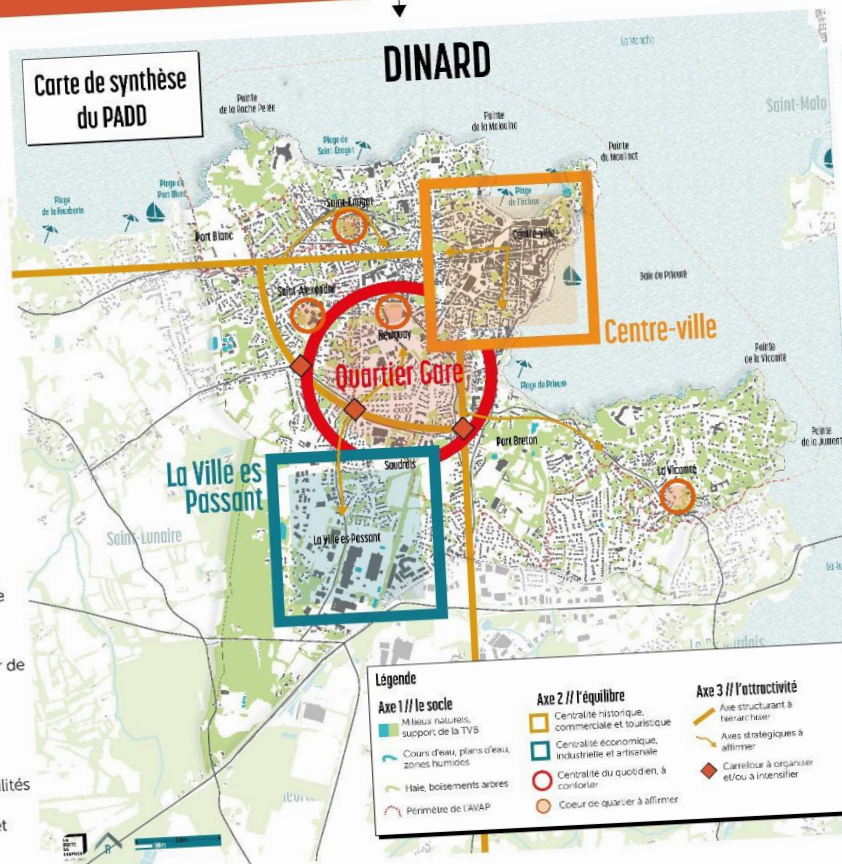 Carte de synthèse
du PADD
DINARD
La Manche
Saint-Malo
Pointe
de la Roche Pelée
Pointe
de la Malouine
Pointe
du Moulinet
Plage de
Saint-Enogat
Plage de
Port Blanc
Plage
de la Fourberie
Plage
de l'écluse
Saint-Enogat
Port Blanc
Centre-ville
Baie du Prieuré
Saint-Alexandre
Centre-ville
Quartier Gare
Pointe
de la Vicomté
Plage du Prieuré
Port Breton
La Vicomté
La Ville es
Passant
Saudrais
La Ville es Passant
Saint-Lunaire
e
de
ilités
et
Légende
Axe 1 // le socle
Milieux naturels,
support de la TVB
Cours d'eau, plans d'eau,
zones humides
Haie, boisements arbres
Périmètre de l'AVAP
Axe 2 // l'équilibre
Centralité historique,
commerciale et touristique
Centralité économique,
industrielle et artisanale
Centralité du quotidien, à
conforter
Coeur de quartier à affirmer
Axe 3 // l'attractivité
Axe structurant à
hiérarchiser
Axes stratégiques à
affirmer
Carrefour à organiser
et/ou à intensifier